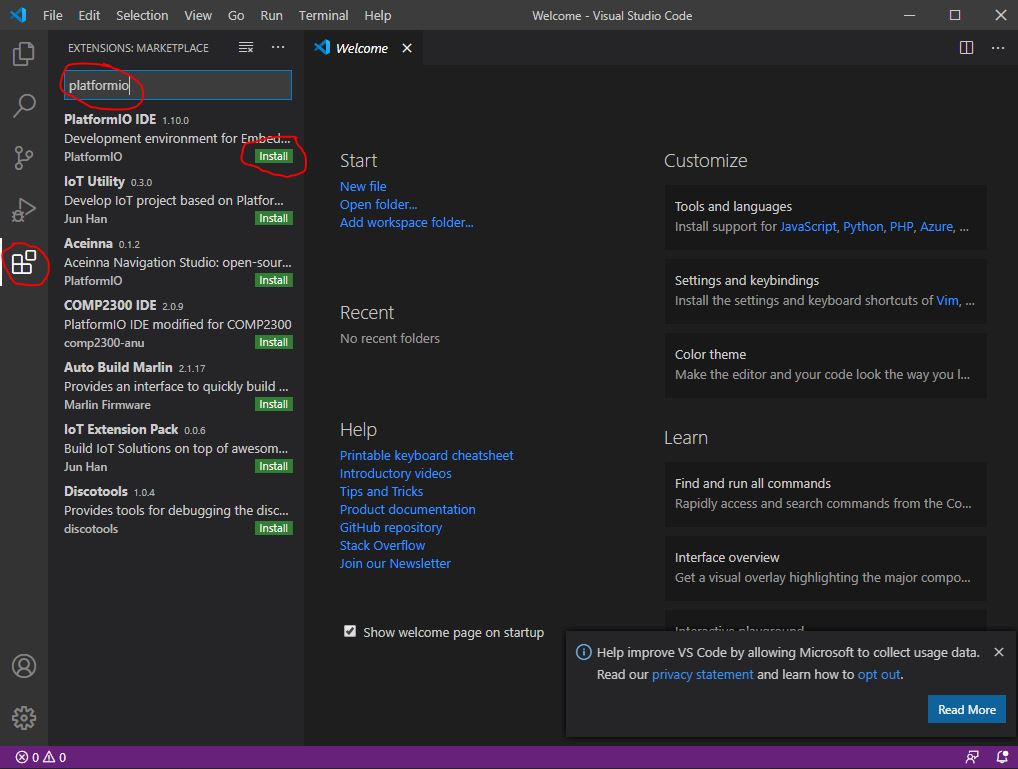 File Edit Selection View Go Run Terminal Help
Welcome - Visual Studio Code
EXTENSIONS: MARKETPLACE
platformio
PlatformIO IDE 1.10.0
Development environment for Embed...
PlatformIO Install
IoT Utility 0.3.0
Develop IoT project based on Platfor...
Jun Han Install
Aceinna 0.1.2
Aceinna Navigation Studio: open-sour...
PlatformIO Install
COMP2300 IDE 2.0.9
PlatformIO IDE modified for COMP2300
comp2300-anu Install
Auto Build Marlin 2.1.17
Provides an interface to quickly build ...
Marlin Firmware Install
IoT Extension Pack 0.0.6
Build IoT Solutions on top of awesom...
Jun Han Install
Discotools 1.0.4
Provides tools for debugging the disc...
discotools Install
Welcome
Start
New file
Open folder...
Add workspace folder...
Recent
No recent folders
Help
Printable keyboard cheatsheet
Introductory videos
Tips and Tricks
Product documentation
GitHub repository
Stack Overflow
Join our Newsletter
Show welcome page on startup
Customize
Tools and languages
Install support for JavaScript, Python, PHP, Azure, ...
Settings and keybindings
Install the settings and keyboard shortcuts of Vim, ...
Color theme
Make the editor and your code look the way you l...
Learn
Find and run all commands
Rapidly access and search commands from the Co...
Interface overview
Get a visual overlay highlighting the major compo...
Interactive playground
Help improve VS Code by allowing Microsoft to collect usage data.
Read our privacy statement and learn how to opt out.
Read More
0 0